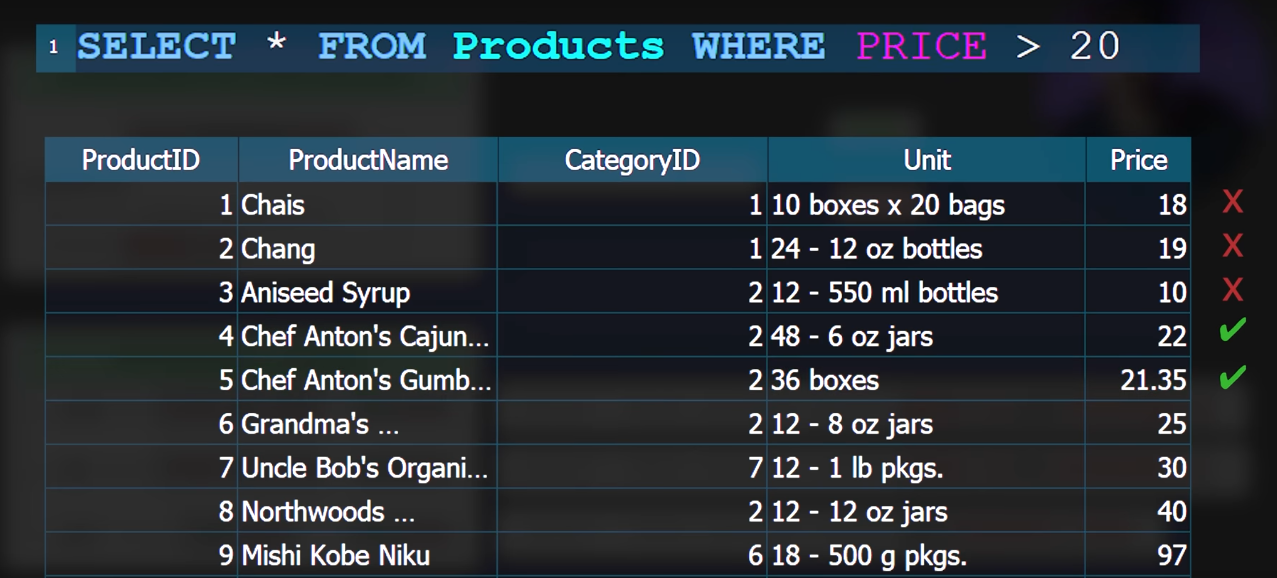 1 SELECT * FROM Products WHERE PRICE > 20
ProductID ProductName CategoryID Unit Price
1 Chais 1 10 boxes x 20 bags 18 X
2 Chang 1 24 - 12 oz bottles 19 X
3 Aniseed Syrup 2 12 - 550 ml bottles 10 X
4 Chef Anton's Cajun... 2 48 - 6 oz jars 22 ✔
5 Chef Anton's Gumb... 2 36 boxes 21.35 ✔
6 Grandma's ... 2 12 - 8 oz jars 25
7 Uncle Bob's Organi... 7 12 - 1 lb pkgs. 30
8 Northwoods ... 2 12 - 12 oz jars 40
9 Mishi Kobe Niku 6 18 - 500 g pkgs. 97